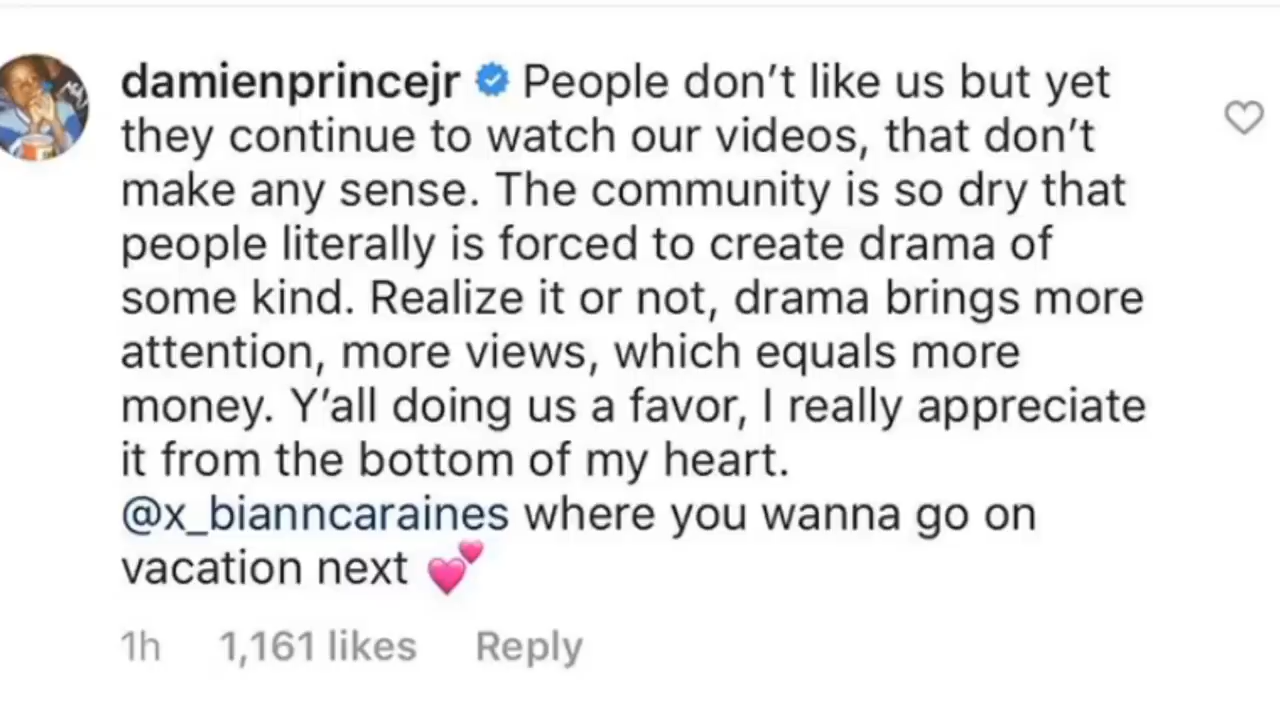 damienprincejr People don’t like us but yet
they continue to watch our videos, that don’t
make any sense. The community is so dry that
people literally is forced to create drama of
some kind. Realize it or not, drama brings more
attention, more views, which equals more
money. Y’all doing us a favor, I really appreciate
it from the bottom of my heart.
@x_bianncaraines where you wanna go on
vacation next 💕
1h 1,161 likes Reply